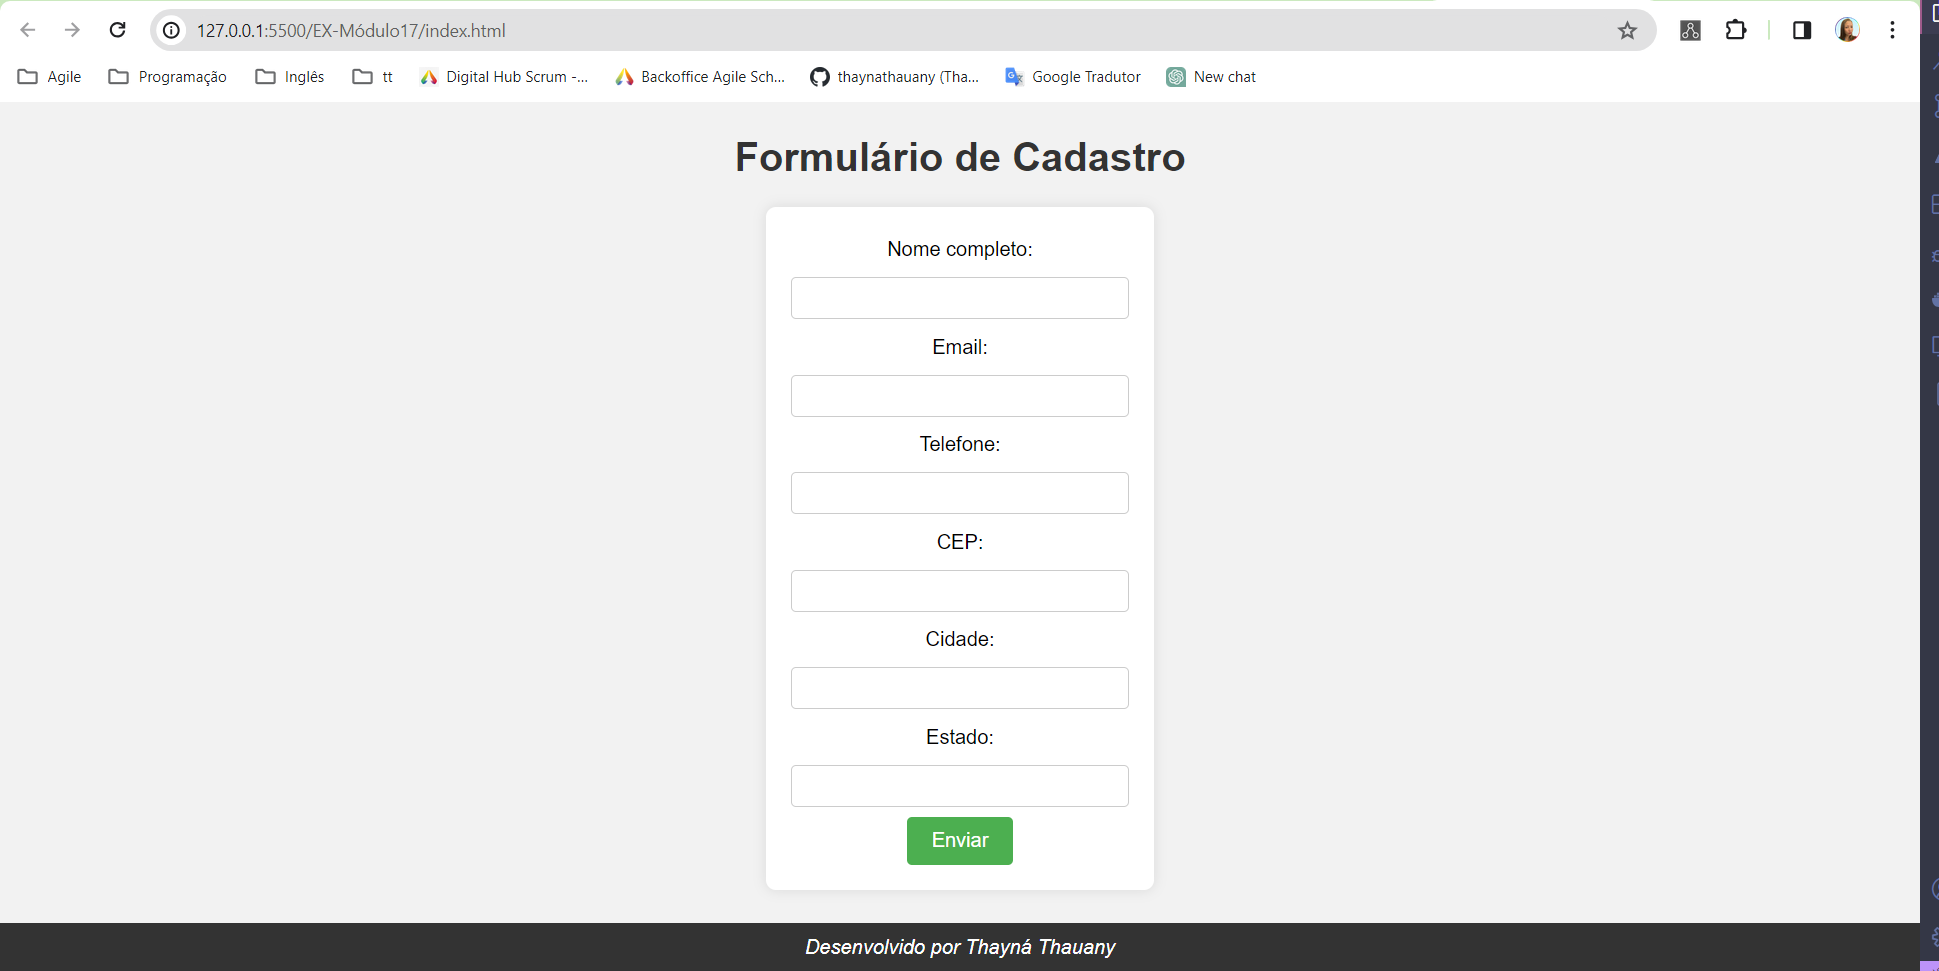 127.0.0.1:5500/EX-Módulo17/index.html
Agile Programação Inglês tt Digital Hub Scrum -... Backoffice Agile Sch... thaynathauany (Tha... Google Tradutor New chat
Formulário de Cadastro
Nome completo:
Email:
Telefone:
CEP:
Cidade:
Estado:
Enviar
Desenvolvido por Thayná Thauany